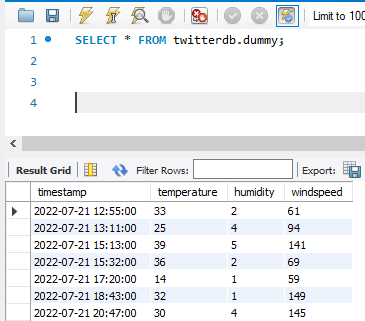 Limit to 100
1 SELECT * FROM twitterdb.dummy;
2
3
4
Result Grid Filter Rows: Export:
timestamp temperature humidity windspeed
2022-07-21 12:55:00 33 2 61
2022-07-21 13:11:00 25 4 94
2022-07-21 15:13:00 39 5 141
2022-07-21 15:32:00 36 2 69
2022-07-21 17:20:00 14 1 59
2022-07-21 18:43:00 32 1 149
2022-07-21 20:47:00 30 4 145